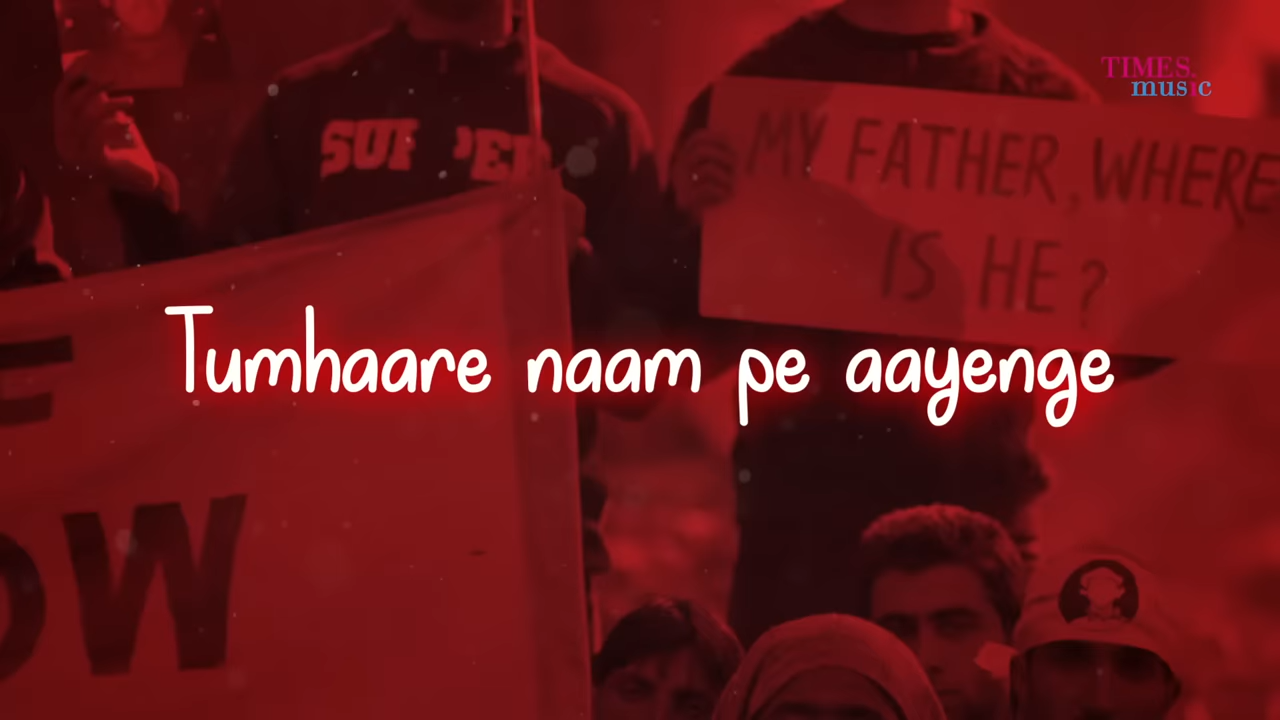 TIMES.
music
MY FATHER, WHERE
IS HE?
Tumhaare naam pe aayenge